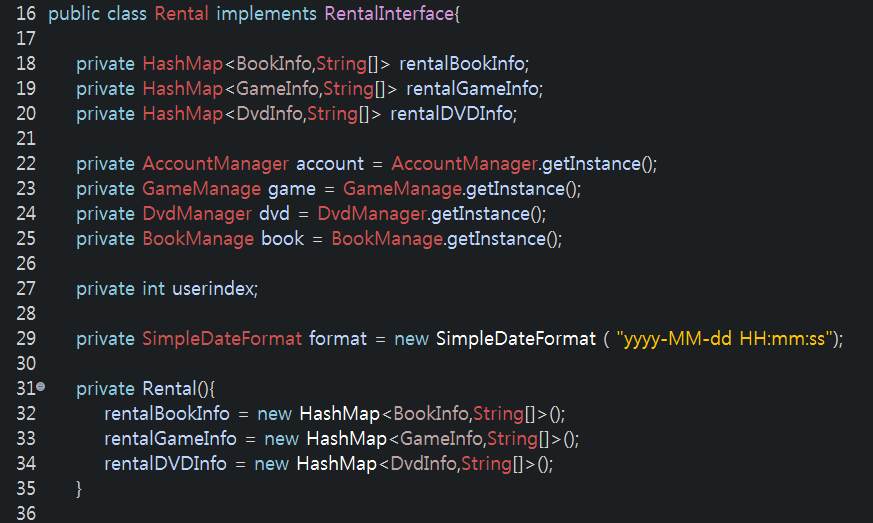 16 public class Rental implements RentalInterface{
17
18 private HashMap<BookInfo,String[]> rentalBookInfo;
19 private HashMap<GameInfo,String[]> rentalGameInfo;
20 private HashMap<DvdInfo,String[]> rentalDVDInfo;
21
22 private AccountManager account = AccountManager.getInstance();
23 private GameManage game = GameManage.getInstance();
24 private DvdManager dvd = DvdManager.getInstance();
25 private BookManage book = BookManage.getInstance();
26
27 private int userindex;
28
29 private SimpleDateFormat format = new SimpleDateFormat ( "yyyy-MM-dd HH:mm:ss");
30
31 private Rental(){
32 rentalBookInfo = new HashMap<BookInfo,String[]>();
33 rentalGameInfo = new HashMap<GameInfo,String[]>();
34 rentalDVDInfo = new HashMap<DvdInfo,String[]>();
35 }
36